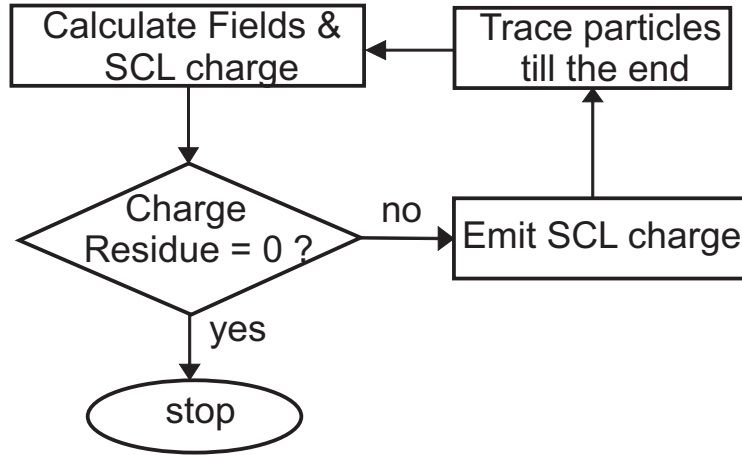 Calculate Fields &
SCL charge
Trace particles
till the end
Charge
Residue = 0 ?
no
Emit SCL charge
yes
stop